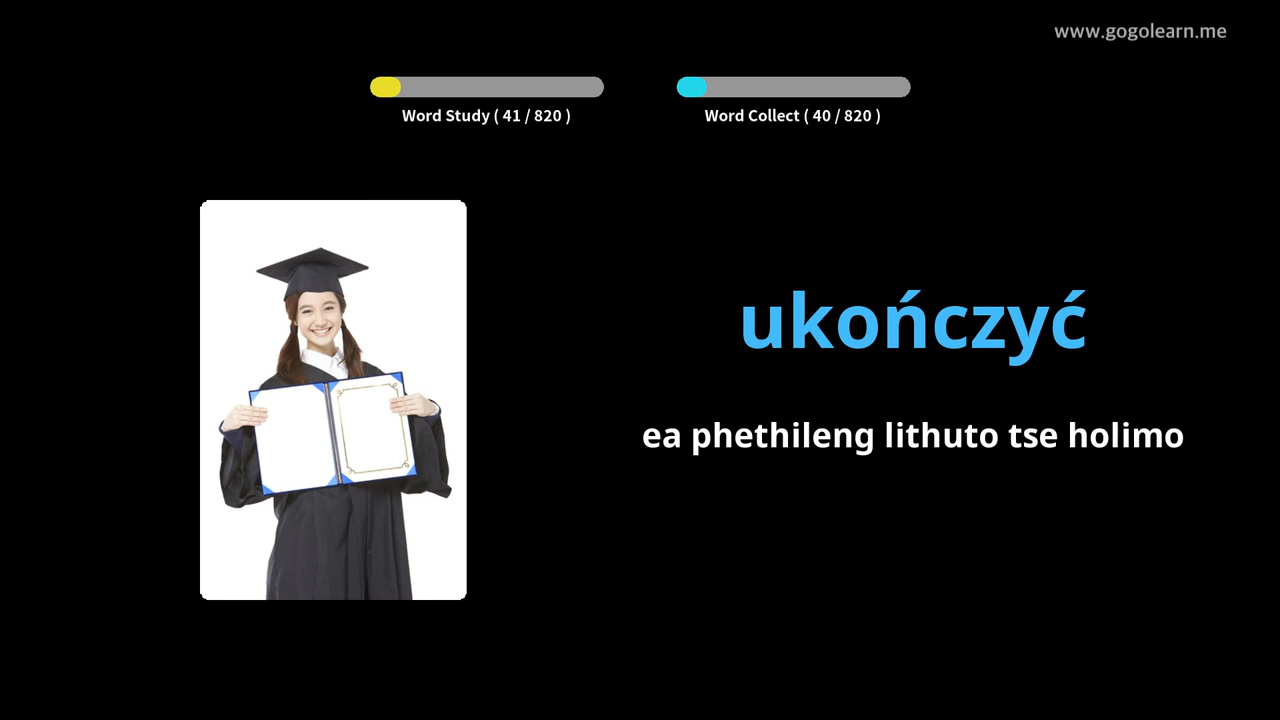 www.gogolearn.me
Word Study ( 41 / 820 )
Word Collect ( 40 / 820 )
ukończyć
ea phethileng lithuto tse holimo